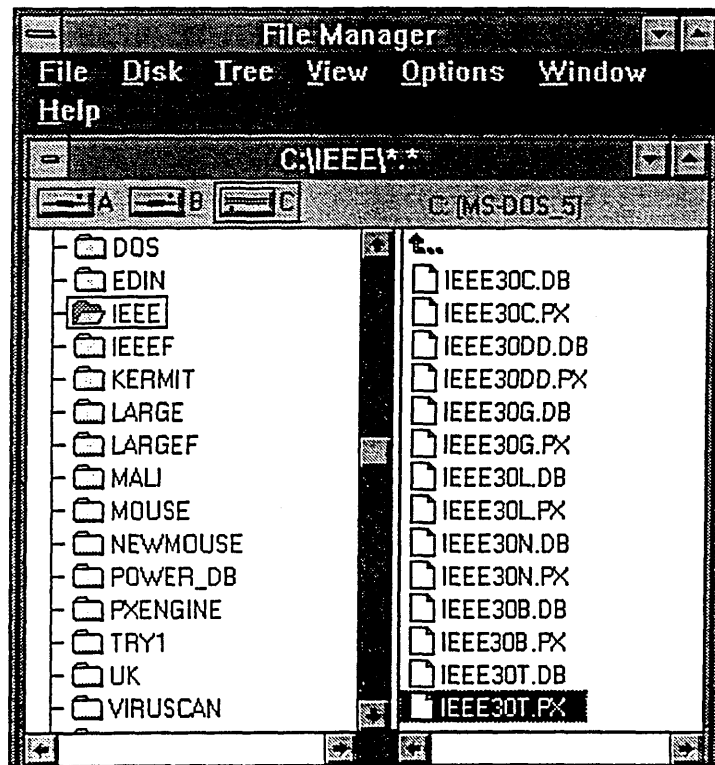 File Manager
File Disk Tree View Options Window
Help
C:\IEEE\*.*
A B C C: [MS-DOS_5]
DOS
EDIN
IEEE
IEEEF
KERMIT
LARGE
LARGEF
MALI
MOUSE
NEWMOUSE
POWER_DB
PXENGINE
TRY1
UK
VIRUSCAN
..
IEEE30C.DB
IEEE30C.PX
IEEE30DD.DB
IEEE30DD.PX
IEEE30G.DB
IEEE30G.PX
IEEE30L.DB
IEEE30L.PX
IEEE30N.DB
IEEE30N.PX
IEEE30B.DB
IEEE30B.PX
IEEE30T.DB
IEEE30T.PX